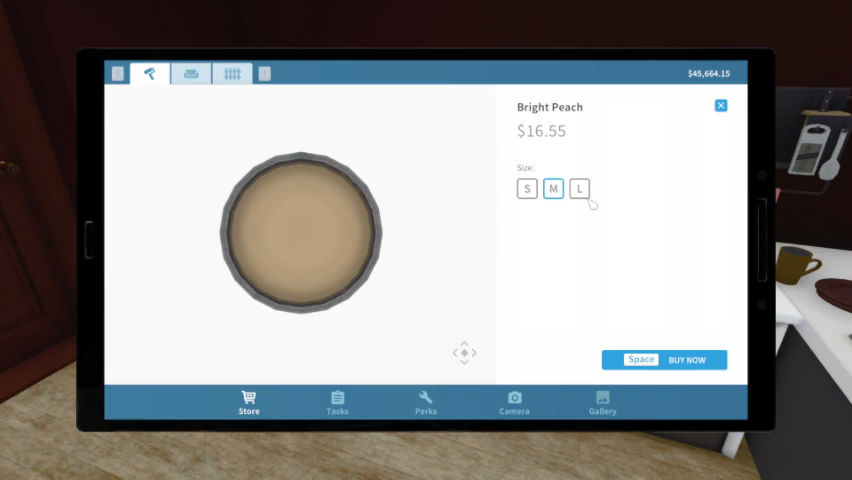 $45,664.15
Bright Peach
$16.55
Size:
S M L
Space BUY NOW
Store Tasks Perks Camera Gallery